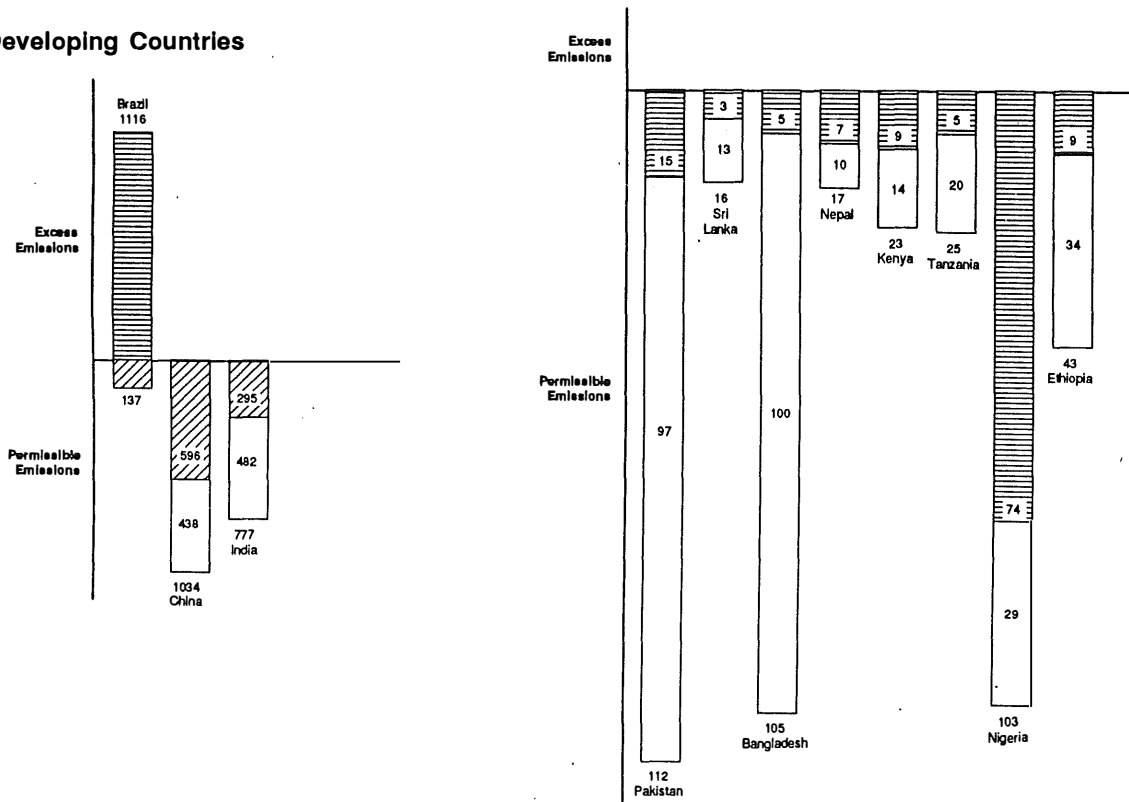 eveloping Countries
Brazil
1116
Excess
Emissions
137
Permissible
Emissions
596
438
1034
China
295
482
777
India
Excess
Emissions
Permissible
Emissions
15
97
112
Pakistan
3
13
16
Sri
Lanka
5
100
105
Bangladesh
7
10
17
Nepal
9
14
23
Kenya
5
20
25
Tanzania
74
29
103
Nigeria
9
34
43
Ethiopia